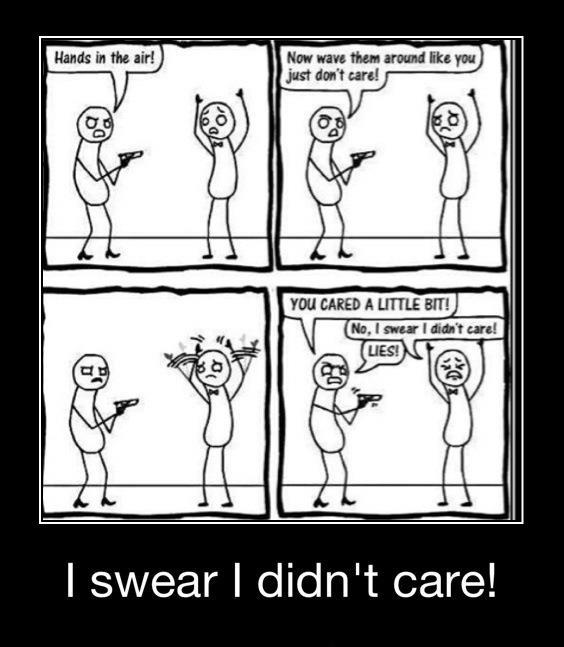 Hands in the air!
Now wave them around like you
just don't care!
YOU CARED A LITTLE BIT!
No, I swear I didn't care!
LIES!
I swear I didn't care!